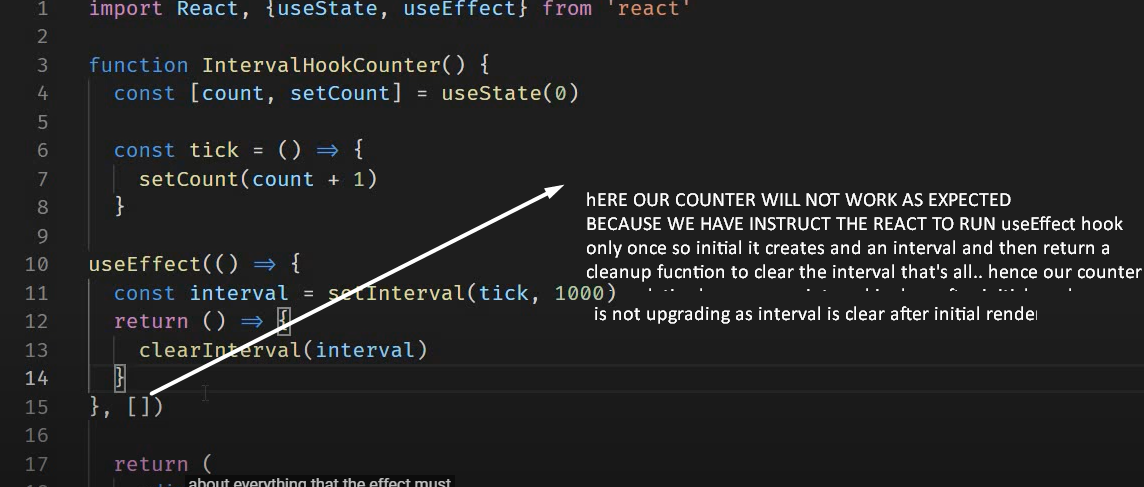 1 import React, {useState, useEffect} from 'react'
2
3 function IntervalHookCounter() {
4 const [count, setCount] = useState(0)
5
6 const tick = () => {
7 setCount(count + 1)
8 }
9
10 useEffect(() => {
11 const interval = setInterval(tick, 1000)
12 return () => {
13 clearInterval(interval)
14 }
15 }, [])
16
17 return (
hERE OUR COUNTER WILL NOT WORK AS EXPECTED
BECAUSE WE HAVE INSTRUCT THE REACT TO RUN useEffect hook
only once so initial it creates and an interval and then return a
cleanup fucntion to clear the interval that's all.. hence our counter
is not upgrading as interval is clear after initial render
about everything that the effect must